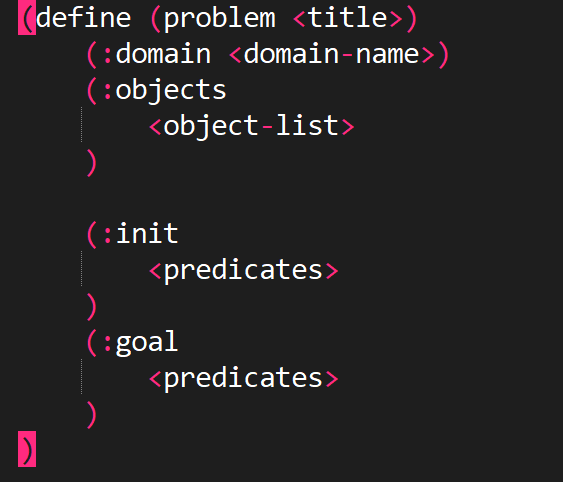 (define (problem <title>)
    (:domain <domain-name>)
    (:objects
        <object-list>
    )

    (:init
        <predicates>
    )
    (:goal
        <predicates>
    )
)